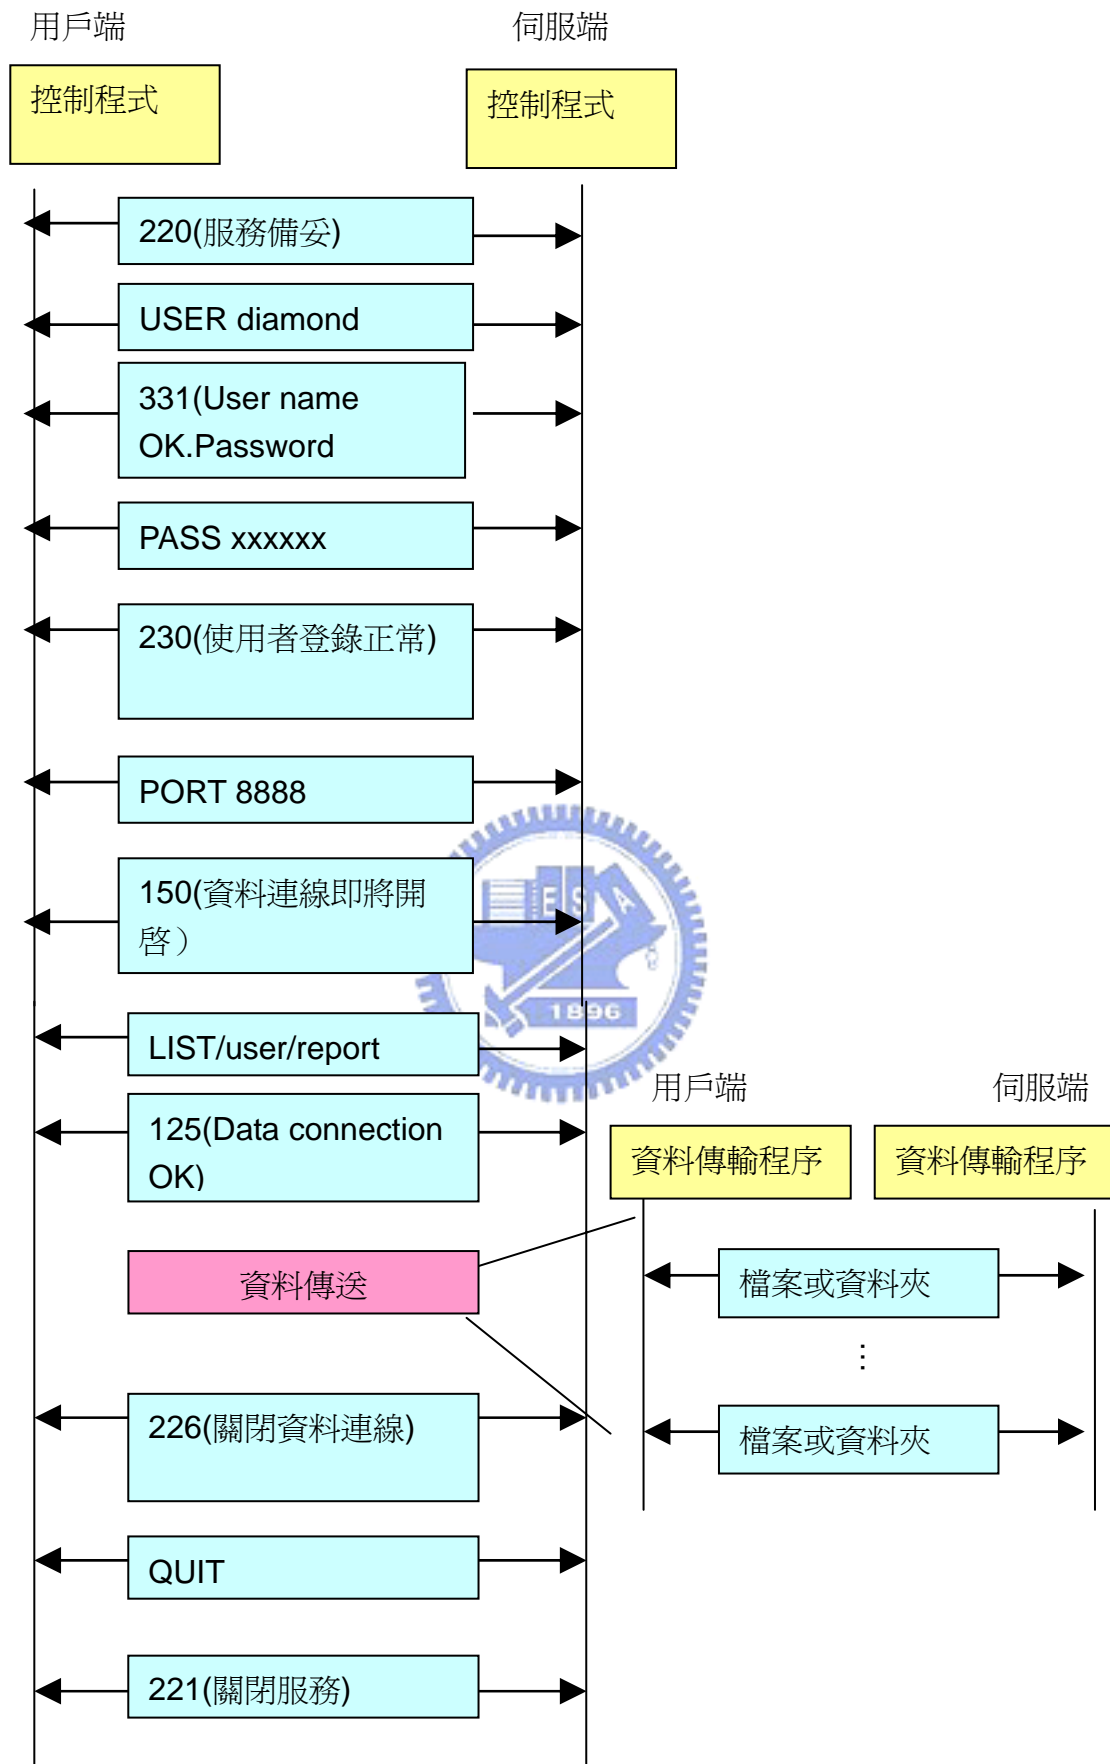 用戶端
伺服端
控制程式
控制程式
220(服務備妥)
USER diamond
331(User name
OK.Password
PASS xxxxxx
230(使用者登錄正常)
PORT 8888
150(資料連線即將開
啓）
E S A
1896
LIST/user/report
用戶端
伺服端
125(Data connection
OK)
資料傳輸程序
資料傳輸程序
資料傳送
檔案或資料夾
⋮
226(關閉資料連線)
檔案或資料夾
QUIT
221(關閉服務)